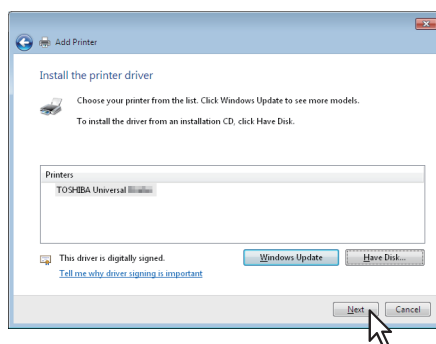 Add Printer
Install the printer driver
Choose your printer from the list. Click Windows Update to see more models.
To install the driver from an installation CD, click Have Disk.
Printers
TOSHIBA Universal
This driver is digitally signed.
Windows Update
Have Disk...
Tell me why driver signing is important
Next
Cancel